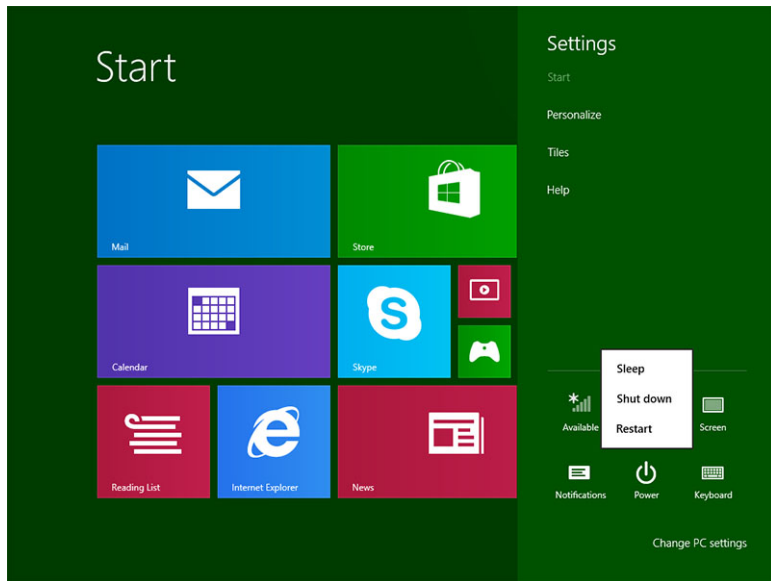 Start
Mail
Store
Calendar
Skype
Reading List
Internet Explorer
News
Settings
Start
Personalize
Tiles
Help
Sleep
Shut down
Restart
Available
Screen
Notifications
Power
Keyboard
Change PC settings